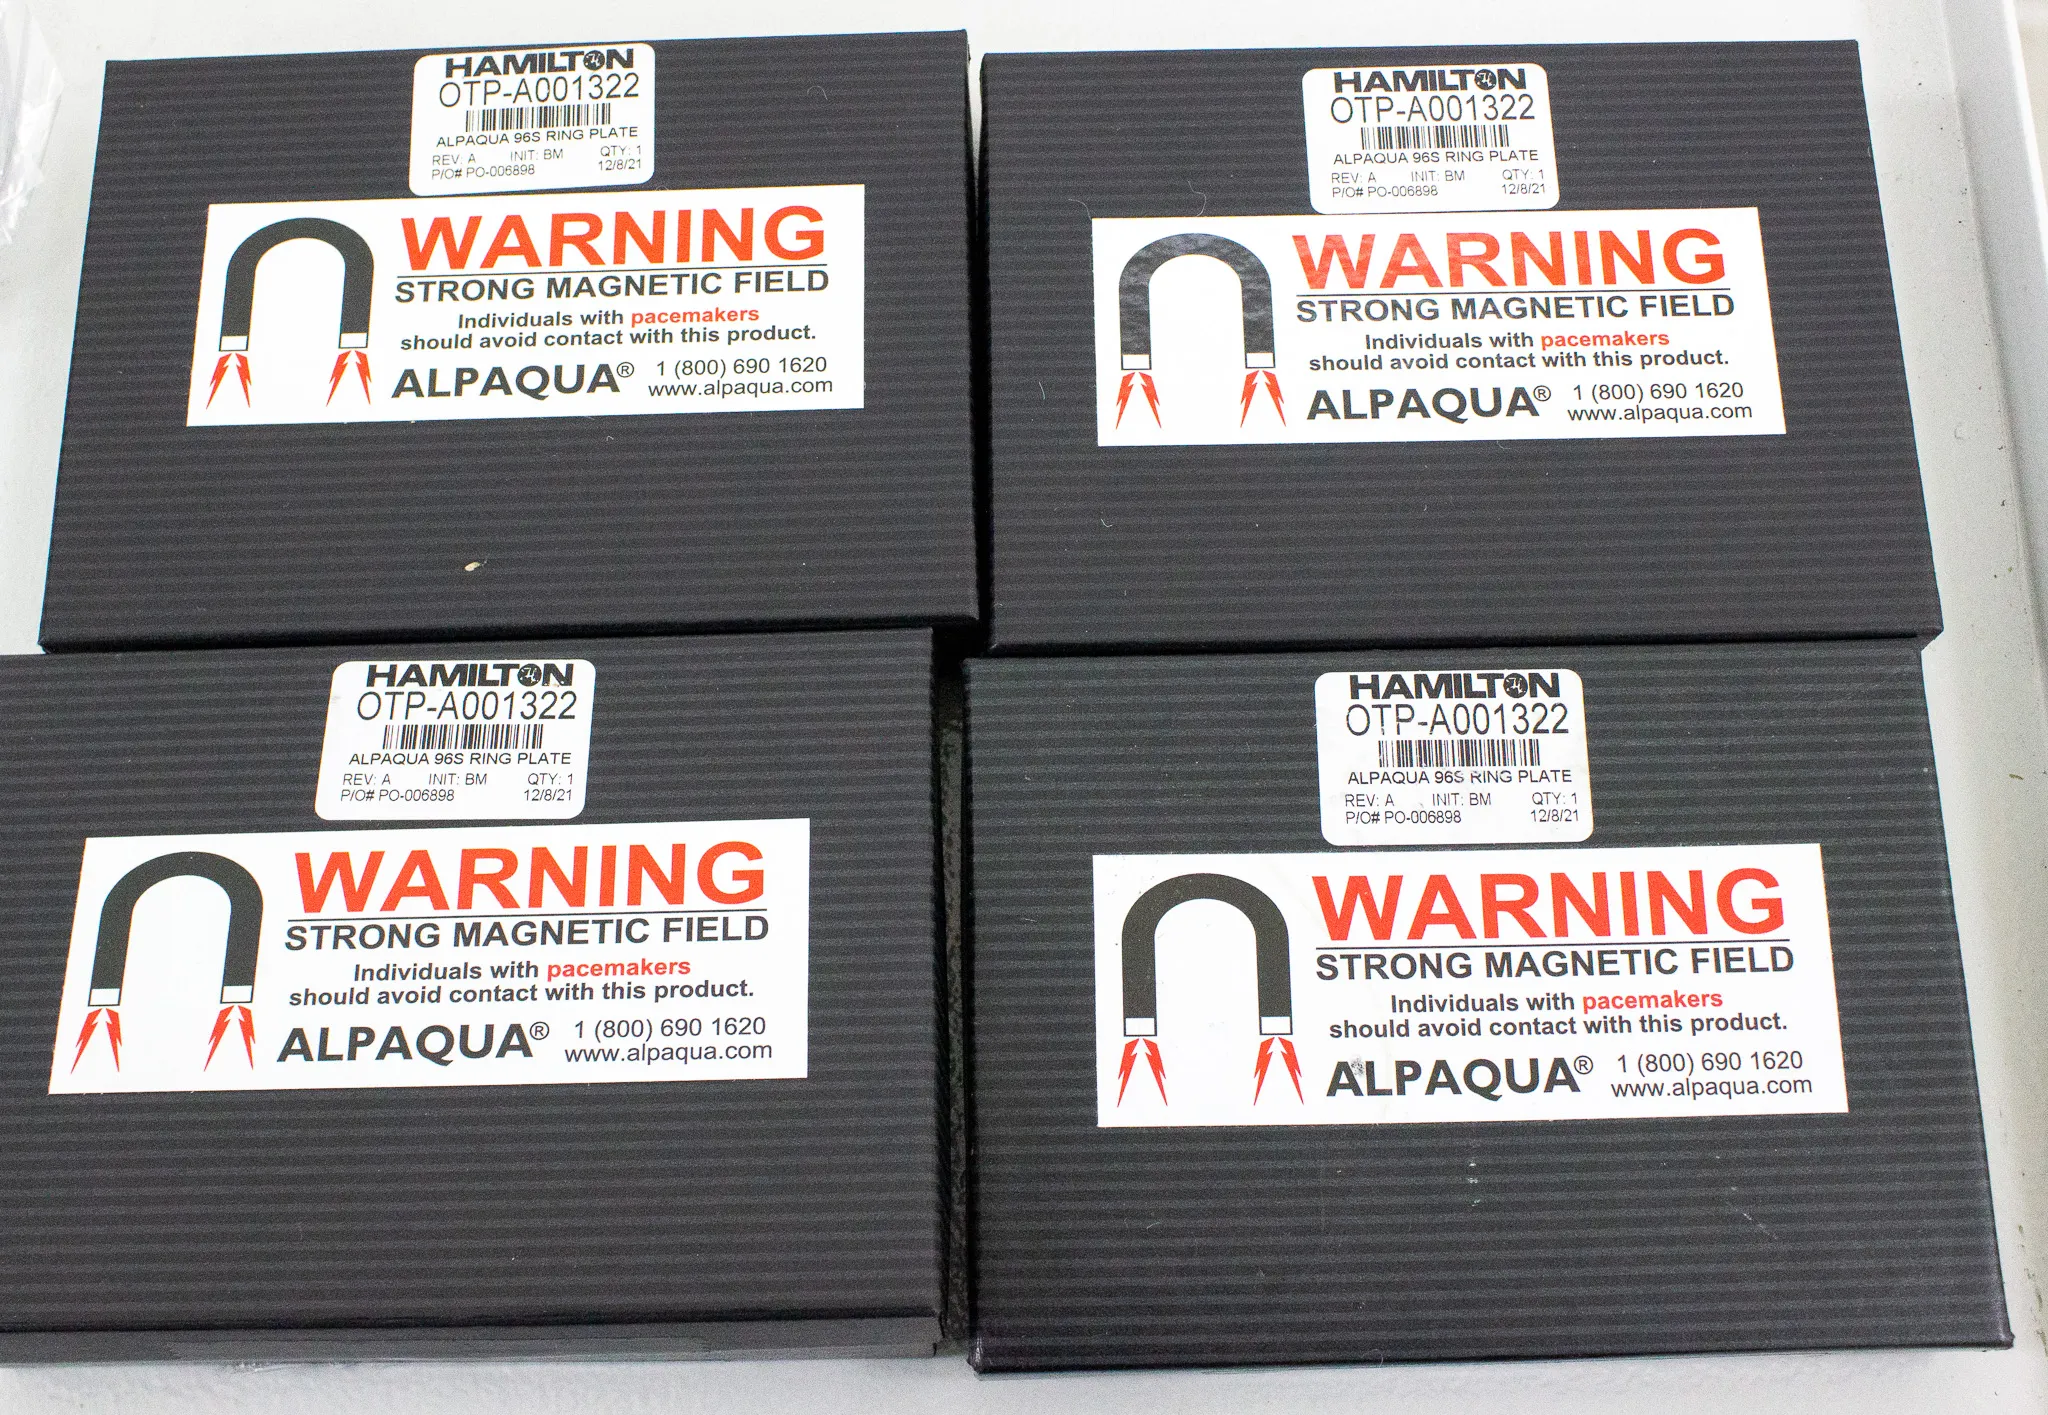 HAMILTON
OTP-A001322
ALPAQUA 96S RING PLATE
REV: A INIT: BM QTY: 1
P/O# PO-006898 12/8/21
WARNING
STRONG MAGNETIC FIELD
Individuals with pacemakers
should avoid contact with this product.
ALPAQUA® 1 (800) 690 1620
www.alpaqua.com
HAMILTON
OTP-A001322
ALPAQUA 96S RING PLATE
REV: A INIT: BM QTY: 1
P/O# PO-006898 12/8/21
WARNING
STRONG MAGNETIC FIELD
Individuals with pacemakers
should avoid contact with this product.
ALPAQUA® 1 (800) 690 1620
www.alpaqua.com
HAMILTON
OTP-A001322
ALPAQUA 96S RING PLATE
REV: A INIT: BM QTY: 1
P/O# PO-006898 12/8/21
WARNING
STRONG MAGNETIC FIELD
Individuals with pacemakers
should avoid contact with this product.
ALPAQUA® 1 (800) 690 1620
www.alpaqua.com
HAMILTON
OTP-A001322
ALPAQUA 96S RING PLATE
REV: A INIT: BM QTY: 1
P/O# PO-006898 12/8/21
WARNING
STRONG MAGNETIC FIELD
Individuals with pacemakers
should avoid contact with this product.
ALPAQUA® 1 (800) 690 1620
www.alpaqua.com